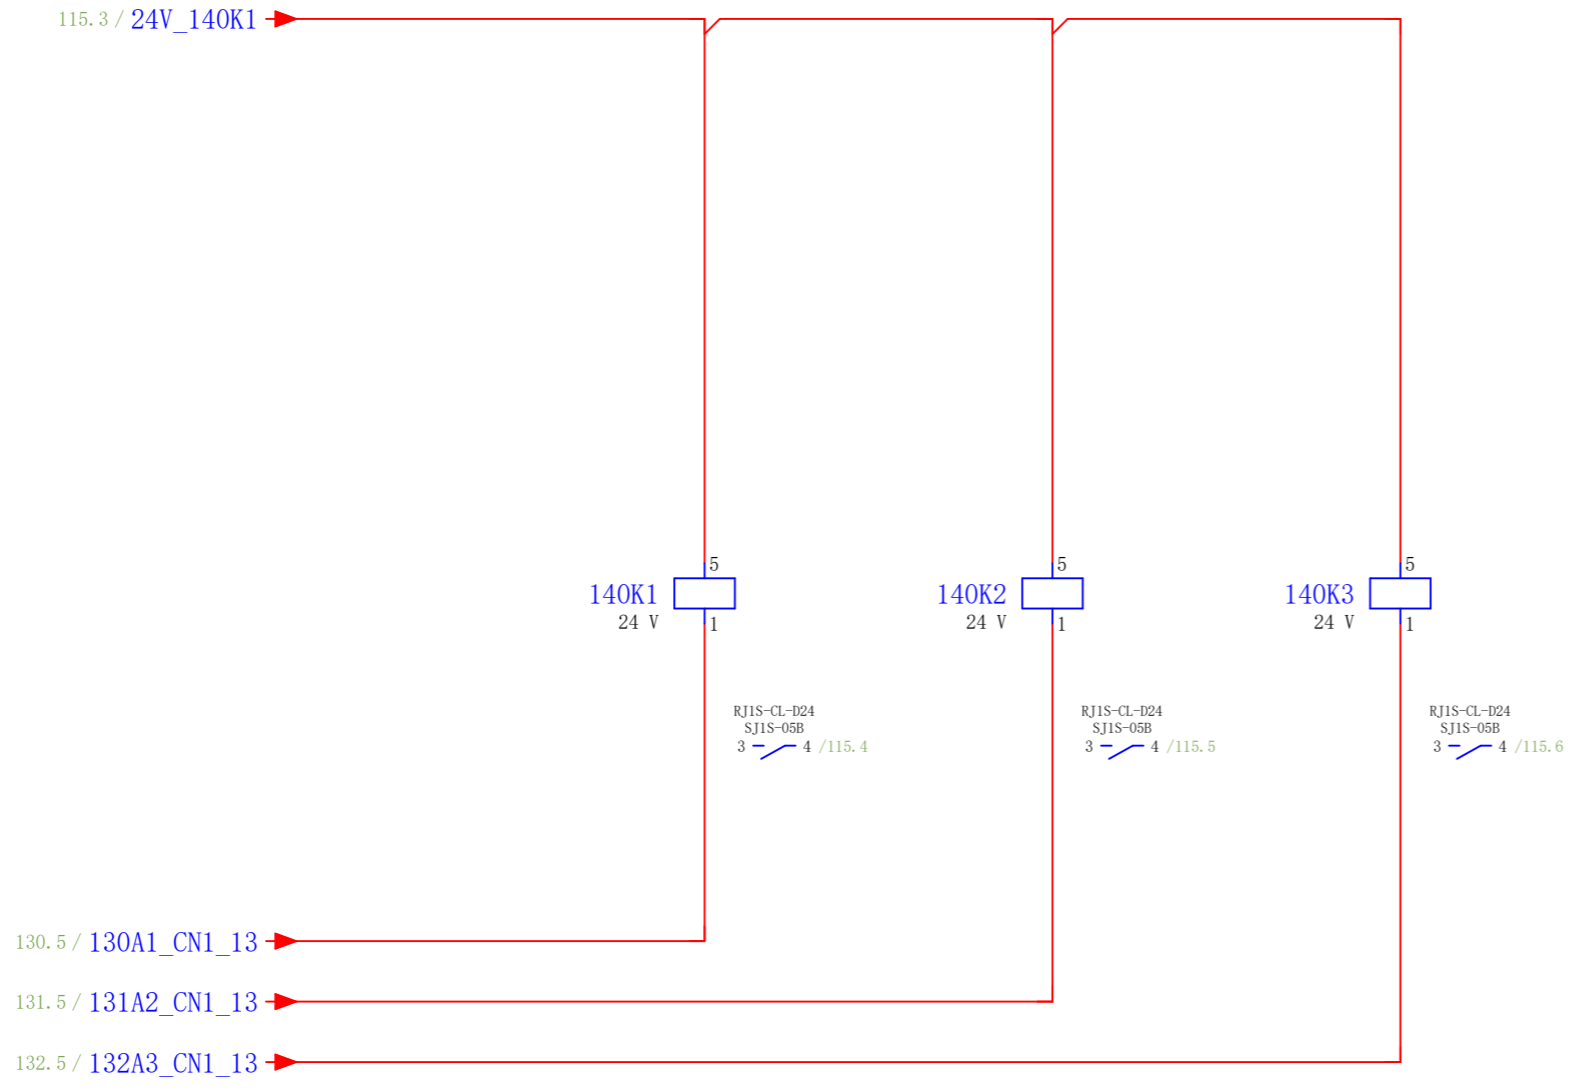 115.3 / 24V_140K1
5 5 5
140K1 140K2 140K3
24 V 24 V 24 V
1 1 1
RJ1S-CL-D24 RJ1S-CL-D24 RJ1S-CL-D24
SJ1S-05B SJ1S-05B SJ1S-05B
3 4 /115.4 3 4 /115.5 3 4 /115.6
130.5 / 130A1_CN1_13
131.5 / 131A2_CN1_13
132.5 / 132A3_CN1_13